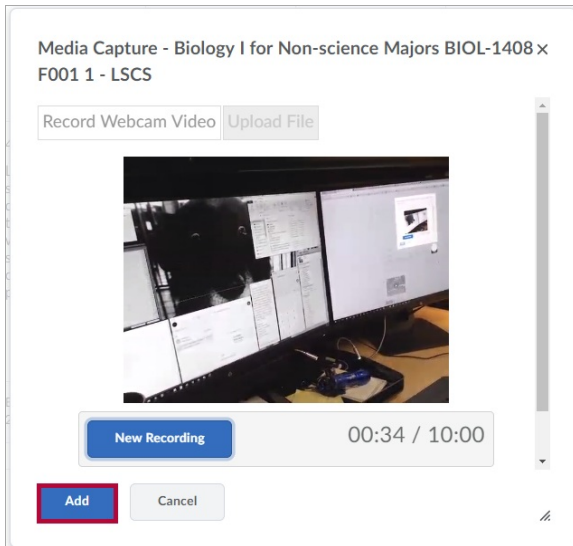 Media Capture - Biology I for Non-science Majors BIOL-1408 ×
F001 1 - LSCS
Record Webcam Video Upload File
New Recording 00:34 / 10:00
Add Cancel